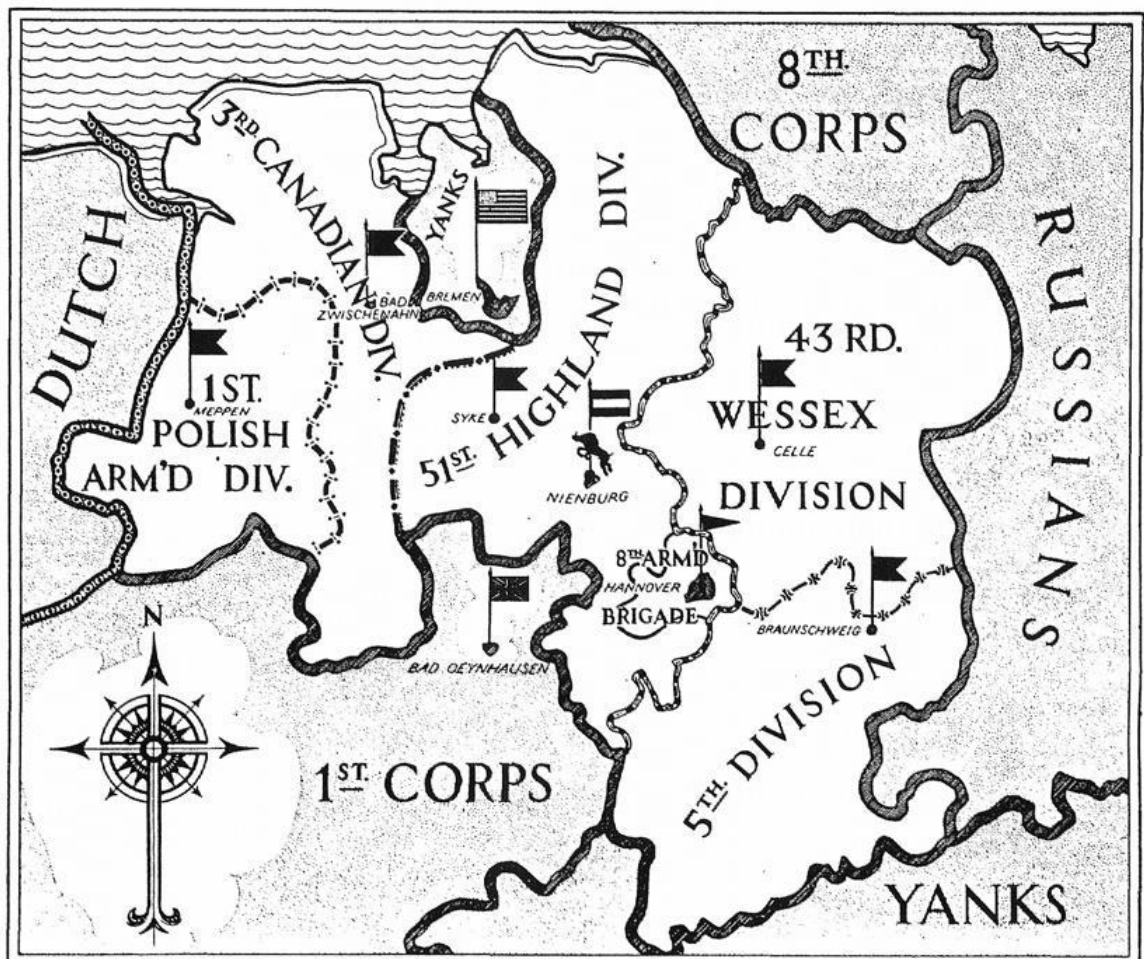 8TH. CORPS
3RD. CANADIAN DIV.
YANKS
DUTCH
RUSSIANS
BAD ZWISCHENAHN
BREMEN
51ST. HIGHLAND DIV.
43 RD. WESSEX DIVISION
1ST. POLISH ARM'D DIV.
MEPPEN
SYKE
CELLE
NIENBURG
8TH ARM'D BRIGADE
HANNOVER
BRAUNSCHWEIG
BAD OEYNHAUSEN
N
5TH. DIVISION
1ST. CORPS
YANKS